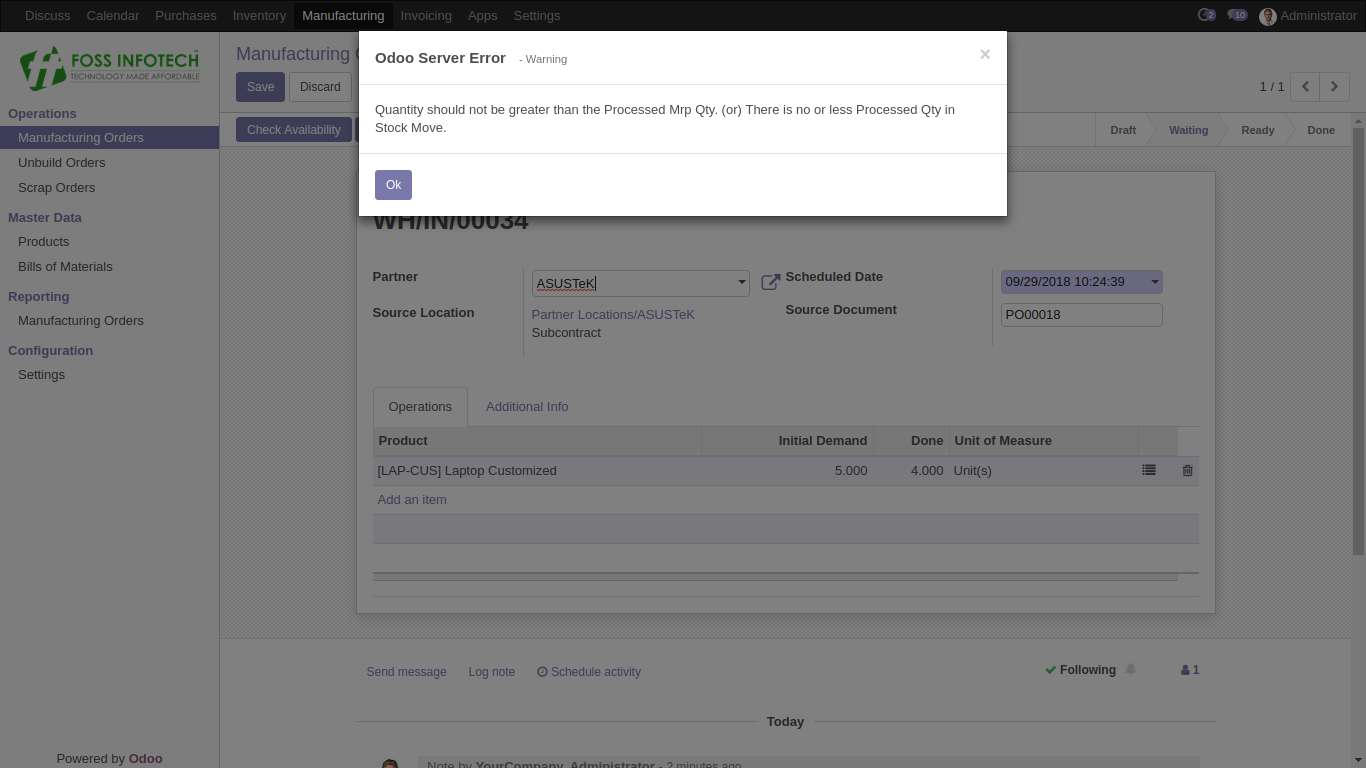 Discuss Calendar Purchases Inventory Manufacturing Invoicing Apps Settings 2 10 Administrator
FOSS INFOTECH
TECHNOLOGY MADE AFFORDABLE
Manufacturing
Save Discard
1 / 1
Odoo Server Error - Warning ×
Quantity should not be greater than the Processed Mrp Qty. (or) There is no or less Processed Qty in
Stock Move.
Ok
Operations
Manufacturing Orders
Unbuild Orders
Scrap Orders
Master Data
Products
Bills of Materials
Reporting
Manufacturing Orders
Configuration
Settings
Powered by Odoo
Check Availability
Draft Waiting Ready Done
WH/IN/00034
Partner ASUSTeK Scheduled Date 09/29/2018 10:24:39
Source Location Partner Locations/ASUSTeK Source Document PO00018
Subcontract
Operations Additional Info
Product Initial Demand Done Unit of Measure
[LAP-CUS] Laptop Customized 5.000 4.000 Unit(s)
Add an item
Send message Log note Schedule activity Following 1
Today
Note by YourCompany, Administrator - 2 minutes ago